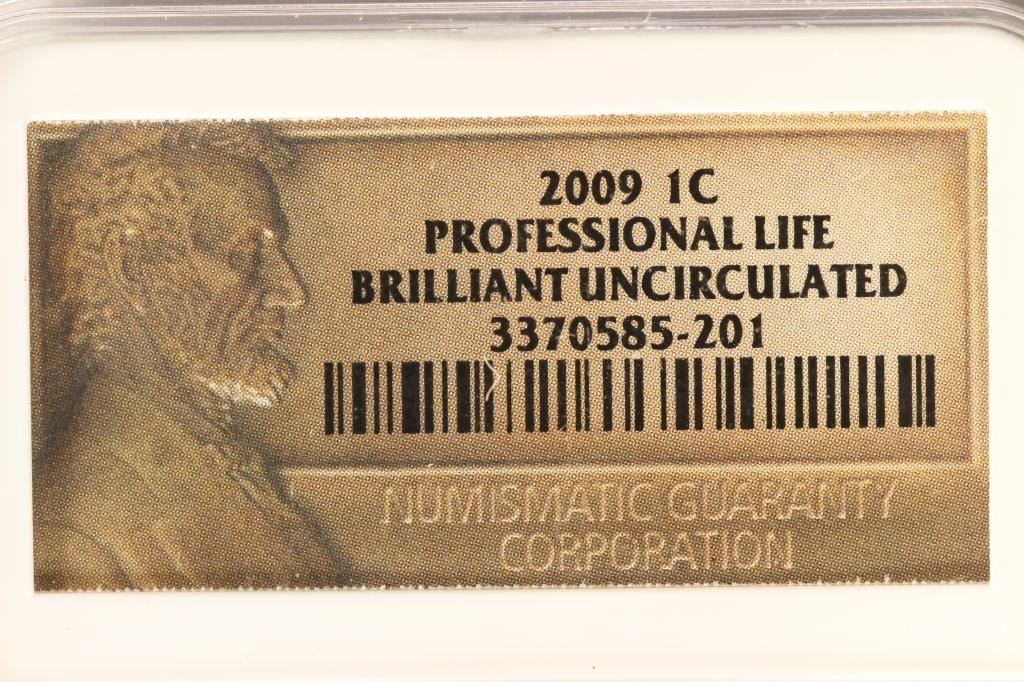 2009 1C
PROFESSIONAL LIFE
BRILLIANT UNCIRCULATED
3370585-201
NUMISMATIC GUARANTY
CORPORATION